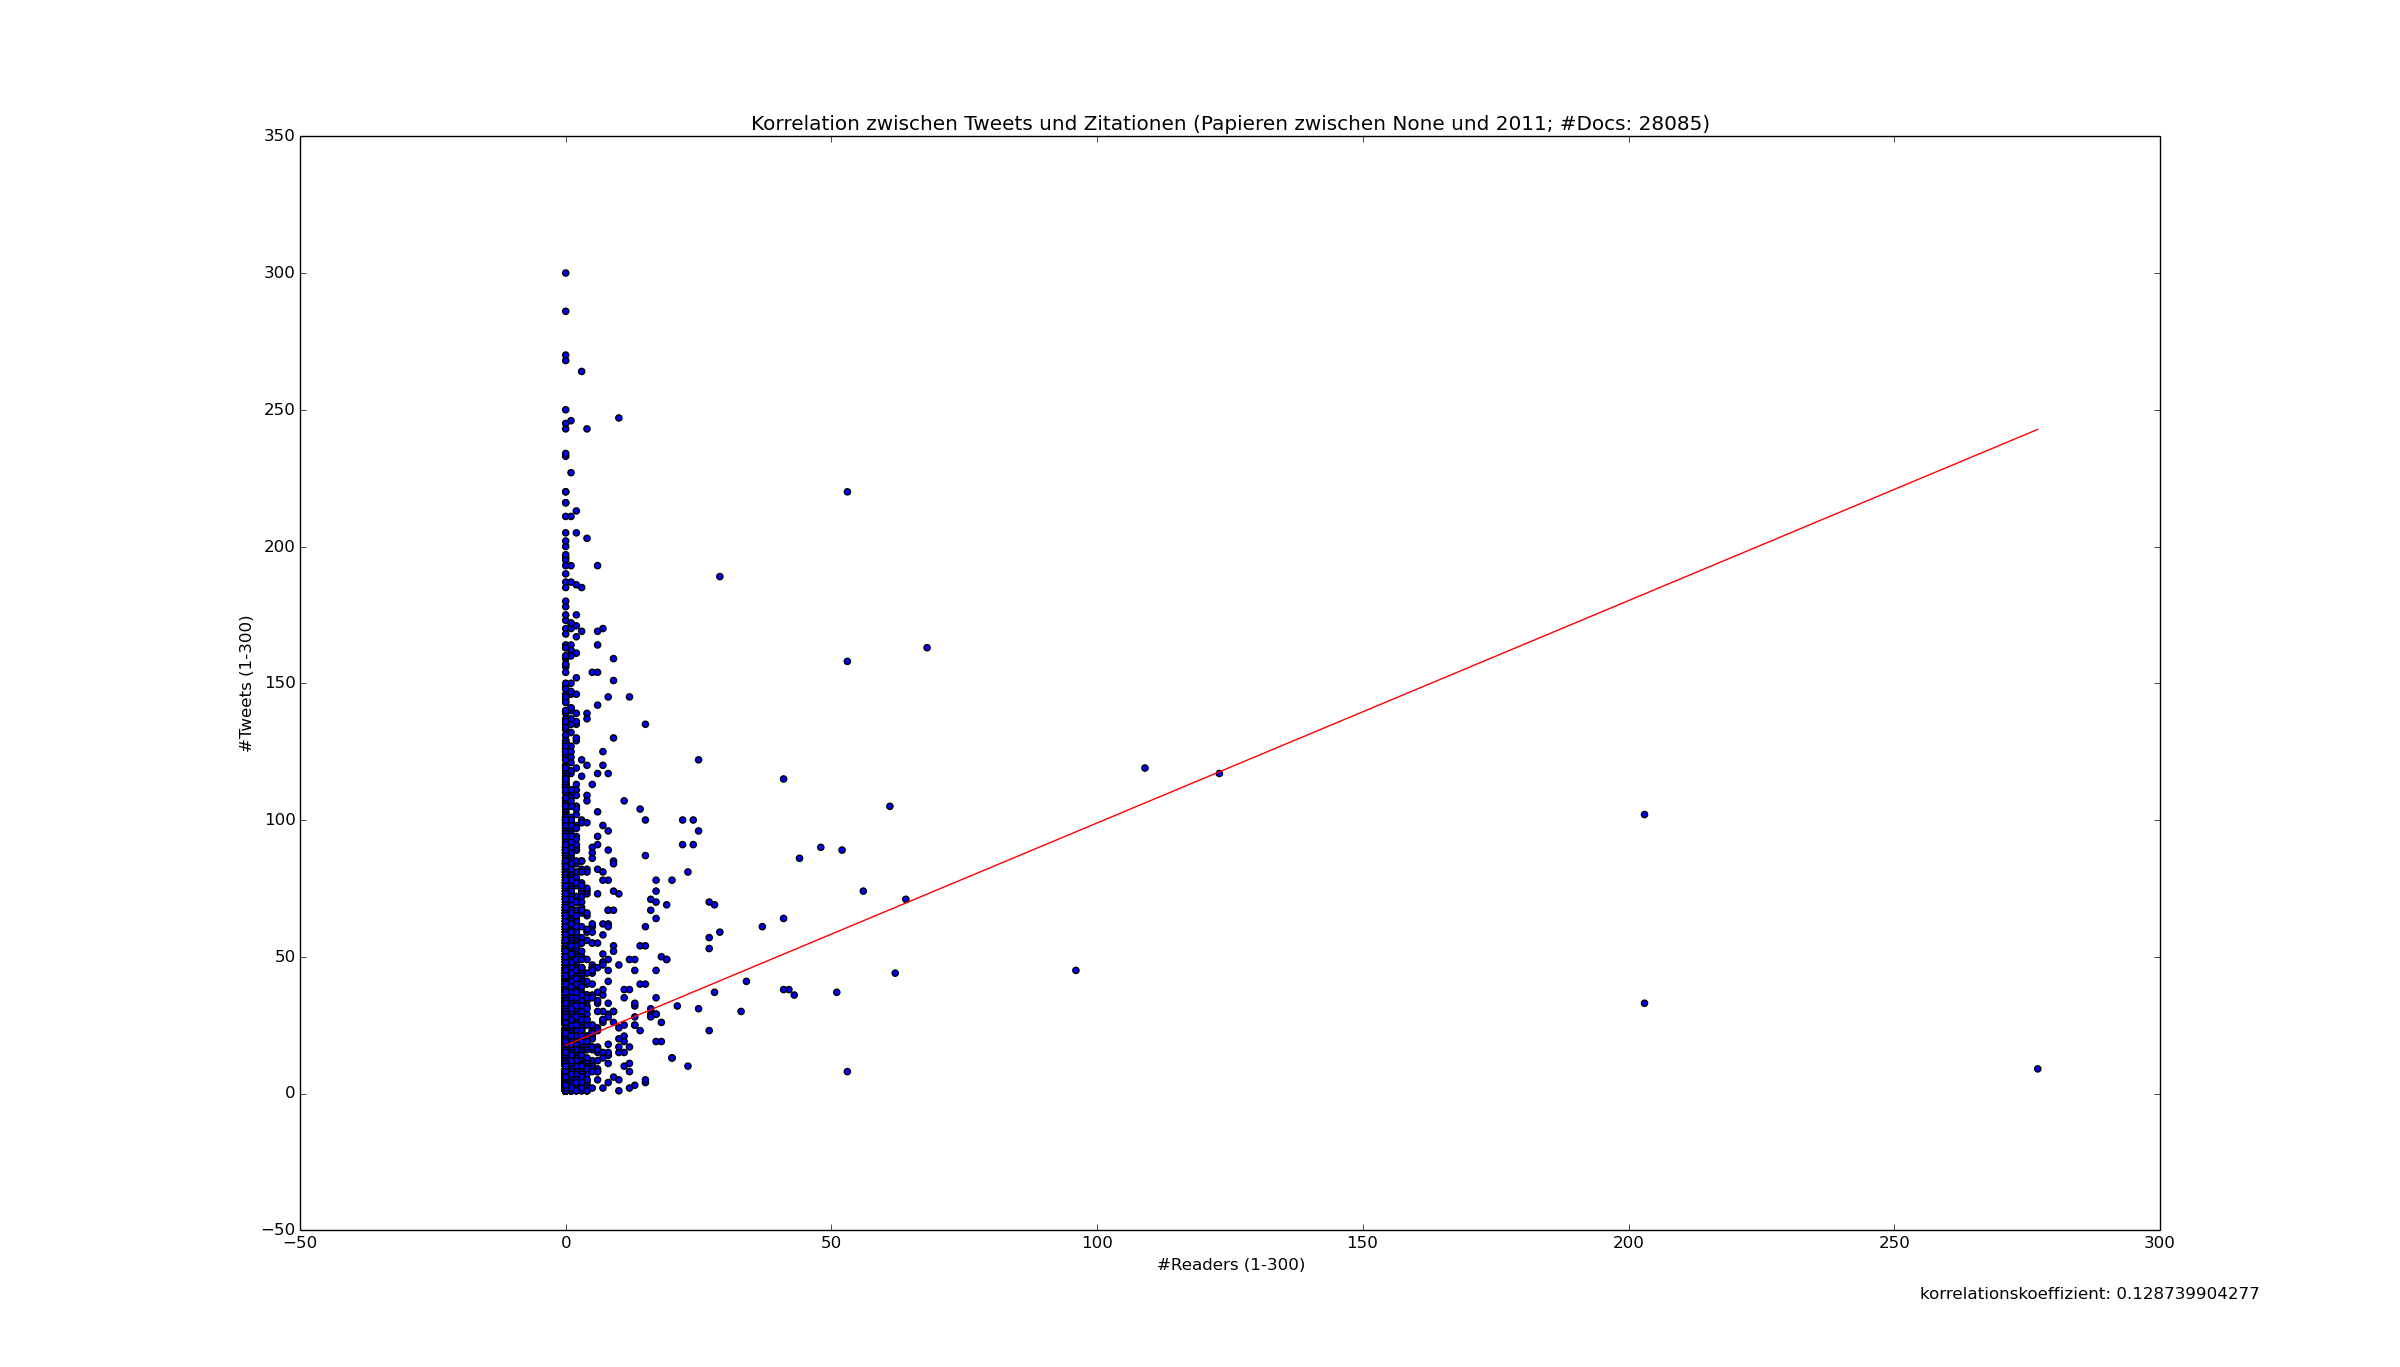 Korrelation zwischen Tweets und Zitationen (Papieren zwischen None und 2011; #Docs: 28085)
350
300
250
200
150
100
50
0
−50
#Tweets (1-300)
−50 0 50 100 150 200 250 300
#Readers (1-300)
korrelationskoeffizient: 0.128739904277